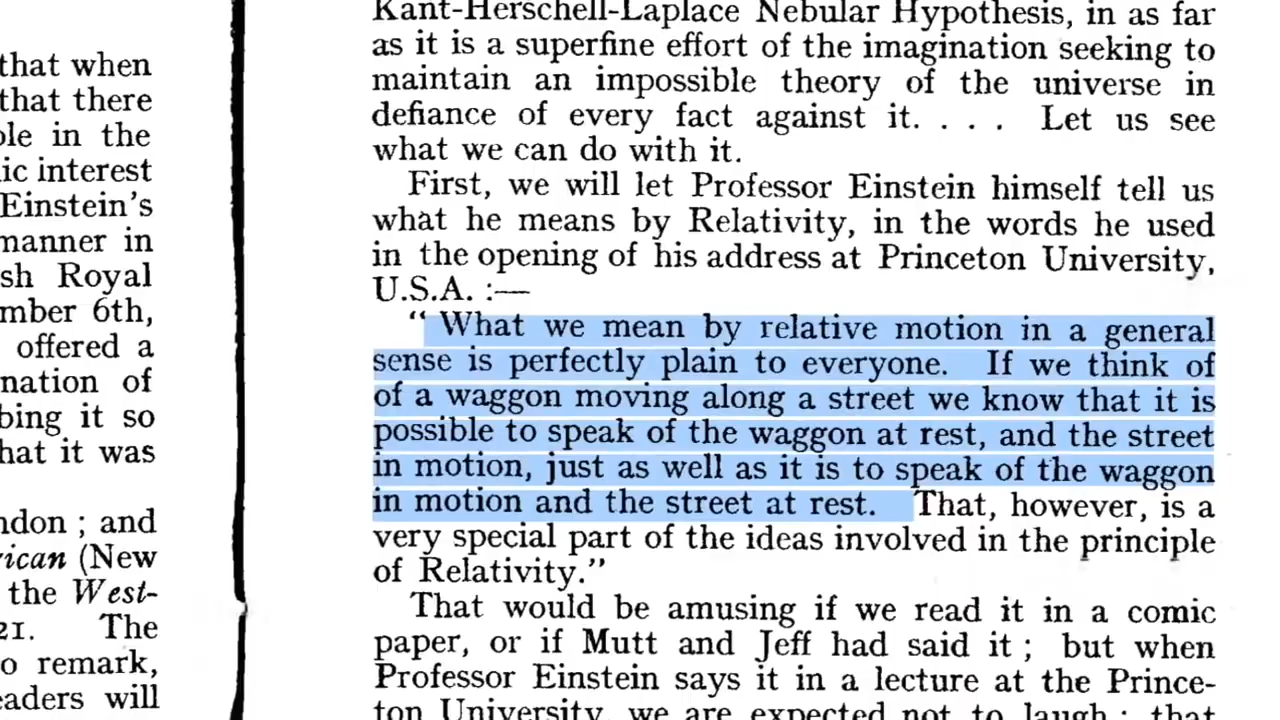 that when
that there
ole in the
ic interest
Einstein's
manner in
sh Royal
mber 6th,
offered a
nation of
bing it so
hat it was
ndon ; and
rican (New
the West-
21. The
o remark,
eaders will
Kant-Herschell-Laplace Nebular Hypothesis, in as far
as it is a superfine effort of the imagination seeking to
maintain an impossible theory of the universe in
defiance of every fact against it. . . . Let us see
what we can do with it.
First, we will let Professor Einstein himself tell us
what he means by Relativity, in the words he used
in the opening of his address at Princeton University,
U.S.A. :—
“ What we mean by relative motion in a general
sense is perfectly plain to everyone. If we think of
of a waggon moving along a street we know that it is
possible to speak of the waggon at rest, and the street
in motion, just as well as it is to speak of the waggon
in motion and the street at rest. That, however, is a
very special part of the ideas involved in the principle
of Relativity.”
That would be amusing if we read it in a comic
paper, or if Mutt and Jeff had said it ; but when
Professor Einstein says it in a lecture at the Prince-
ton University, we are expected not to laugh ; that